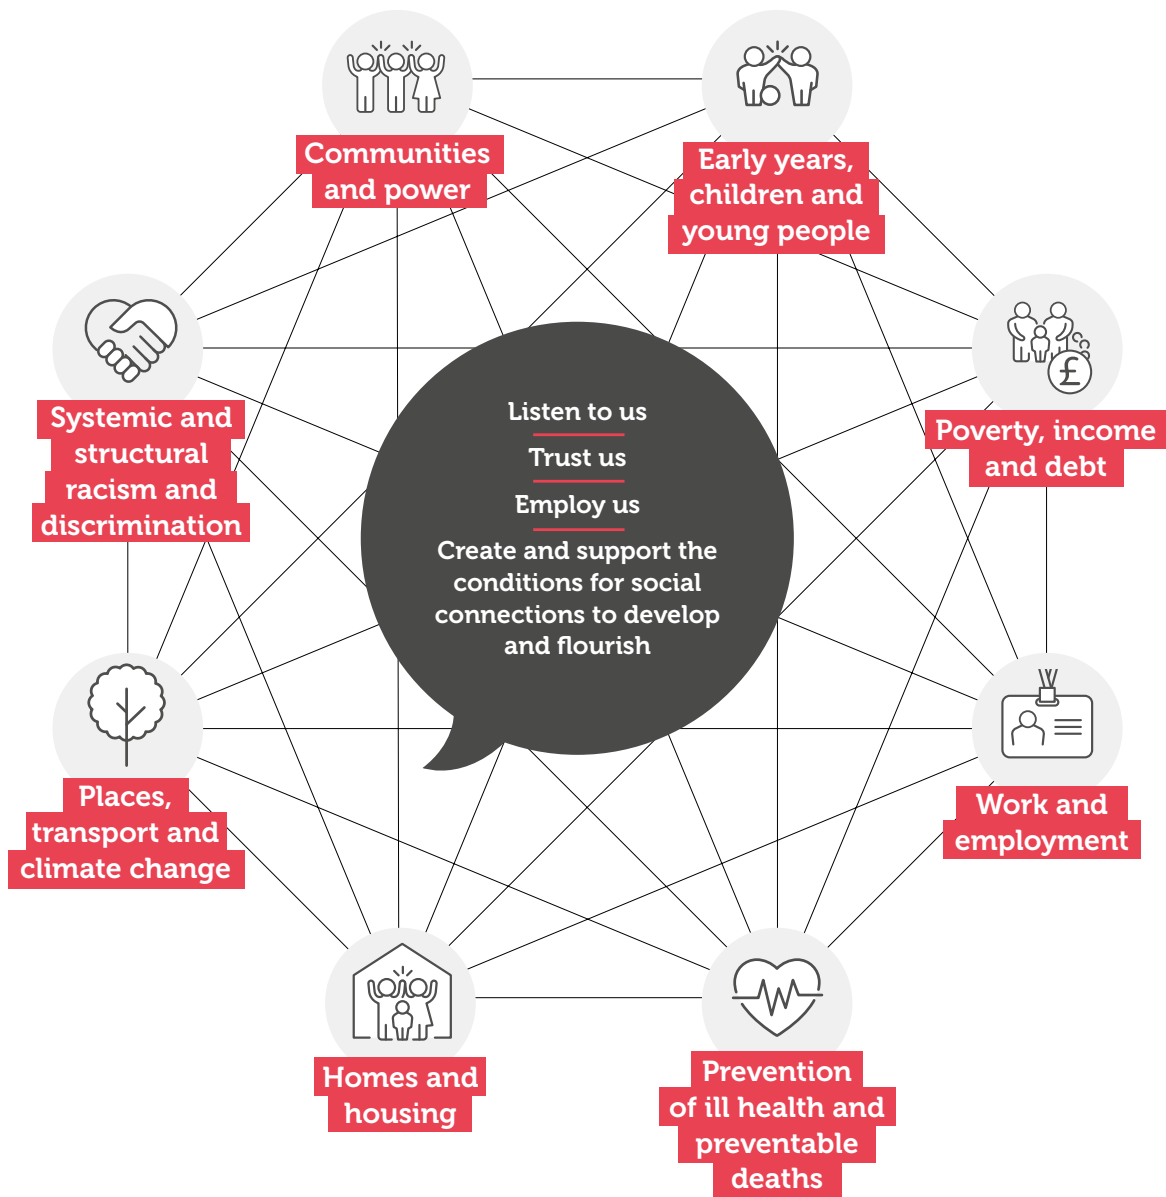 Communities
and power
Early years,
children and
young people
Systemic and
structural
racism and
discrimination
£
Poverty, income
and debt
Listen to us
Trust us
Employ us
Create and support the
conditions for social
connections to develop
and flourish
Places,
transport and
climate change
Work and
employment
Homes and
housing
Prevention
of ill health and
preventable
deaths